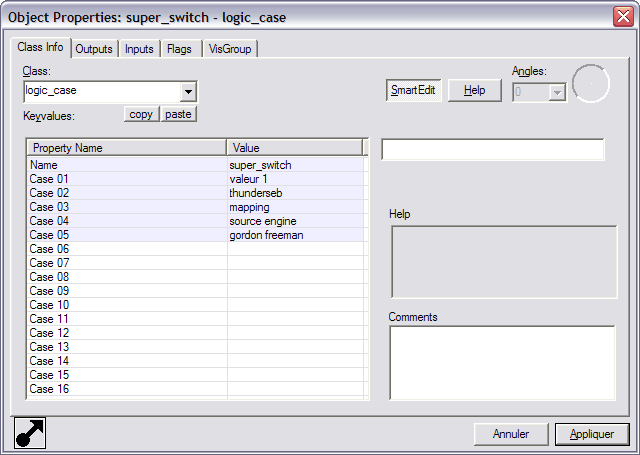 Object Properties: super_switch - logic_case
Class Info Outputs Inputs Flags VisGroup
Class:
logic_case
SmartEdit Help
Angles:
0
Keyvalues: copy paste
Property Name Value
Name super_switch
Case 01 valeur 1
Case 02 thunderseb
Case 03 mapping
Case 04 source engine
Case 05 gordon freeman
Case 06
Case 07
Case 08
Case 09
Case 10
Case 11
Case 12
Case 13
Case 14
Case 15
Case 16
Help
Comments
Annuler Appliquer